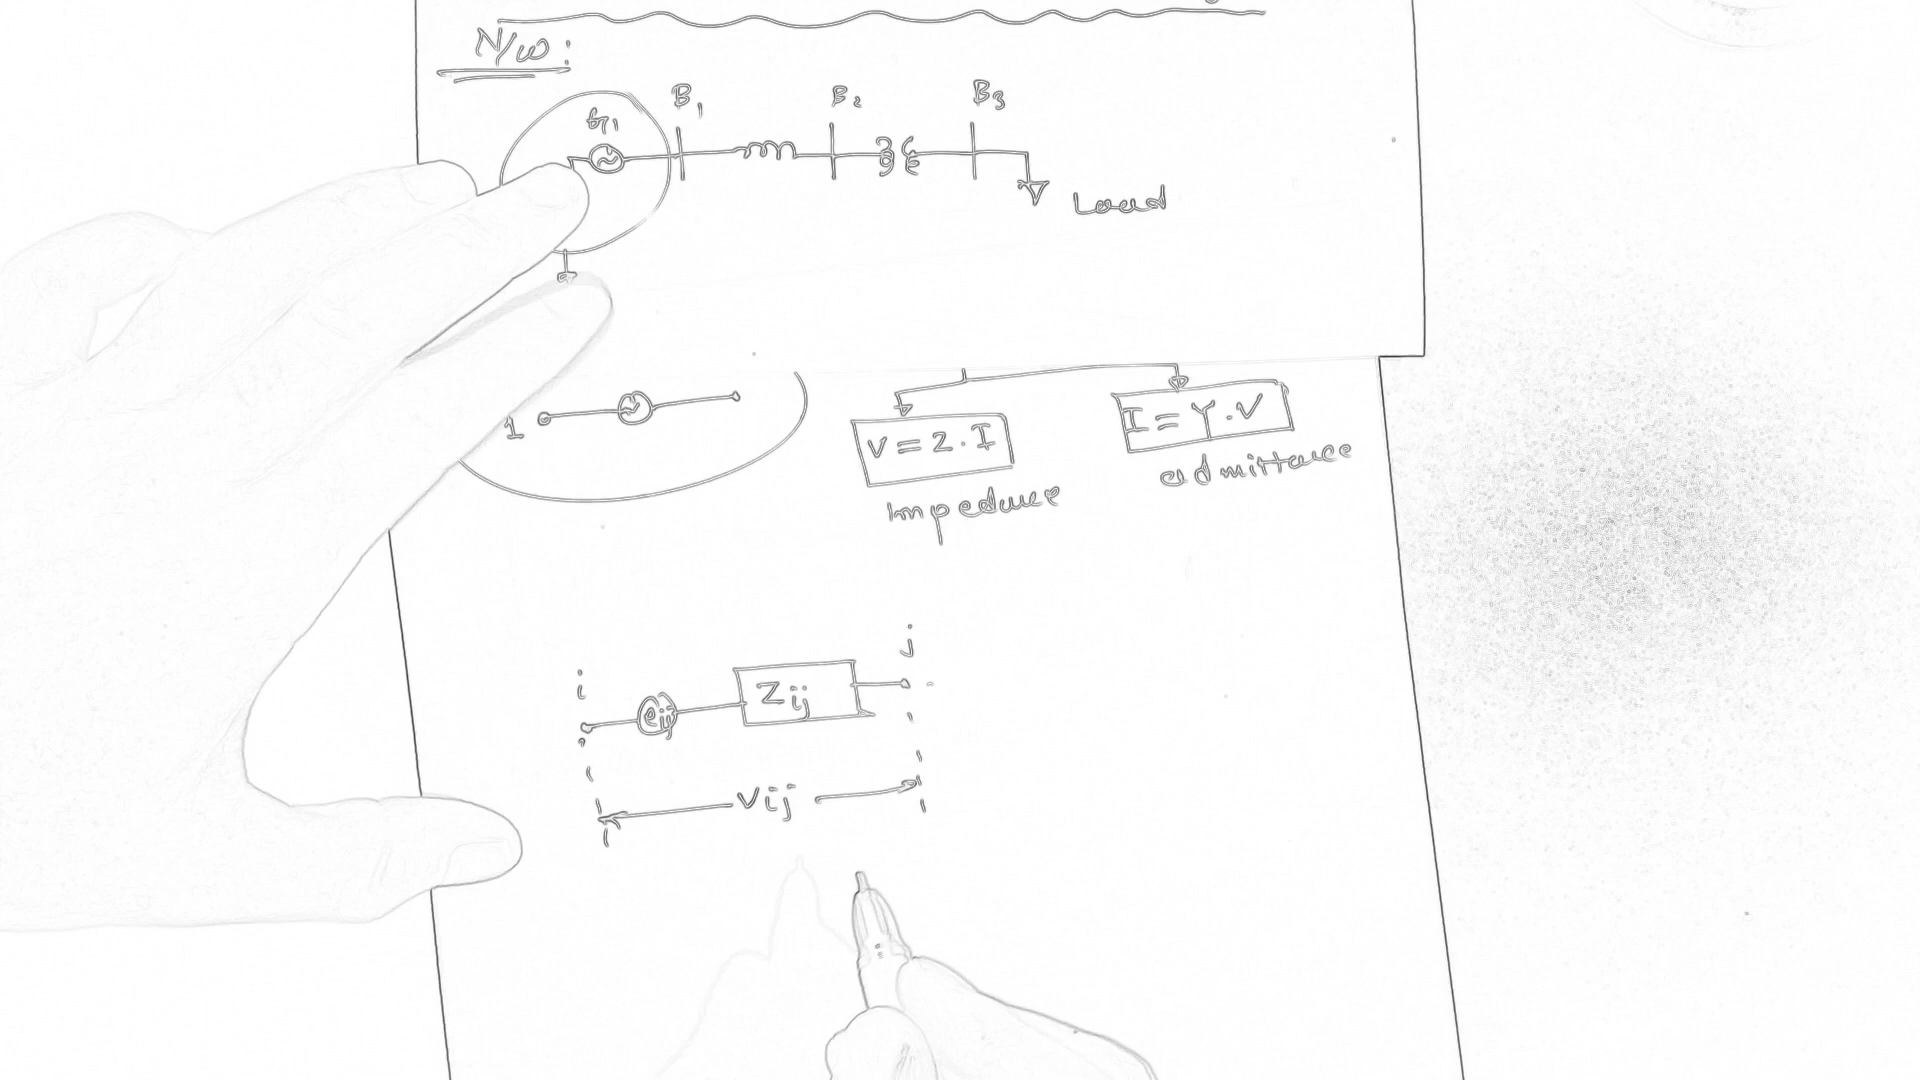 N/w :
G1
B1 B2 B3
Load
1
V = Z . I
I = Y . V
Impedance
admittance
i j
eij Zij
Vij